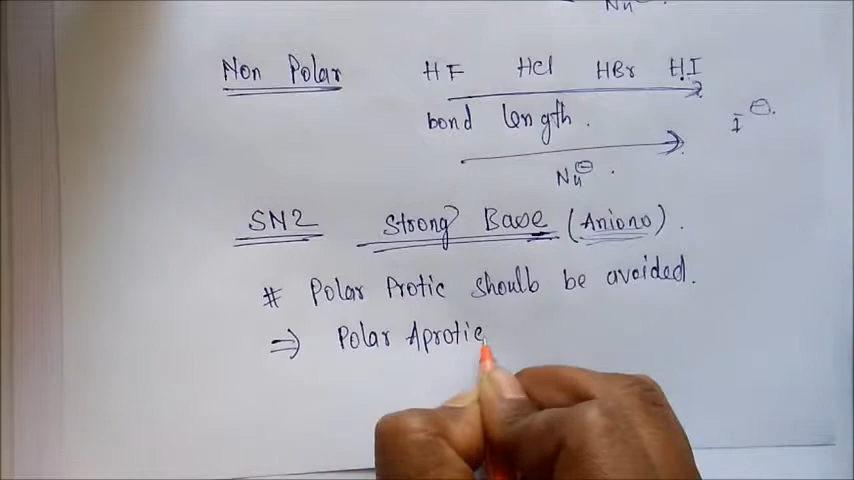 Nu
Non Polar HF HCl HBr HI
bond length. I⊖.
Nu⊖.
SN2 Strong Base (Anions).
# Polar Protic should be avoided.
⇒ Polar Aprotic